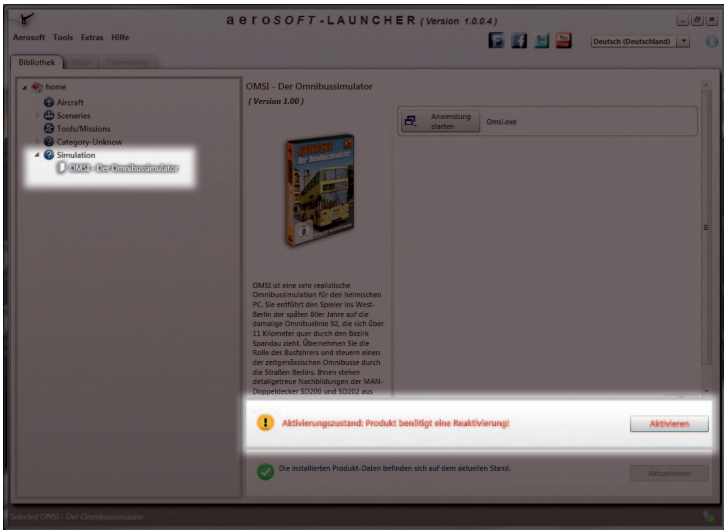 aeroSOFT-LAUNCHER (Version 1.0.0.4)
Aerosoft Tools Extras Hilfe
Deutsch (Deutschland)
Bibliothek Shop Community
home
Aircraft
Sceneries
Tools/Missions
Category-Unknow
Simulation
OMSI - Der Omnibussimulator
OMSI - Der Omnibussimulator
( Version 1.00 )
Anwendung
starten
Omsi.exe
OMSI
Der Omnibussimulator
OMSI ist eine sehr realistische
Omnibussimulation für den heimischen
PC. Sie entführt den Spieler ins West-
Berlin der späten 80er Jahre auf die
damalige Omnibuslinie 92, die sich über
11 Kilometer quer durch den Bezirk
Spandau zieht. Übernehmen Sie die
Rolle des Busfahrers und steuern einen
der zeitgenössischen Omnibusse durch
die Straßen Berlins. Ihnen stehen
detailgetreue Nachbildungen der MAN-
Doppeldecker SD200 und SD202 aus
Aktivierungszustand: Produkt benötigt eine Reaktivierung!
Aktivieren
Die installierten Produkt-Daten befinden sich auf dem aktuellen Stand.
Aktualisieren
Selected OMSI - Der Omnibussimulator